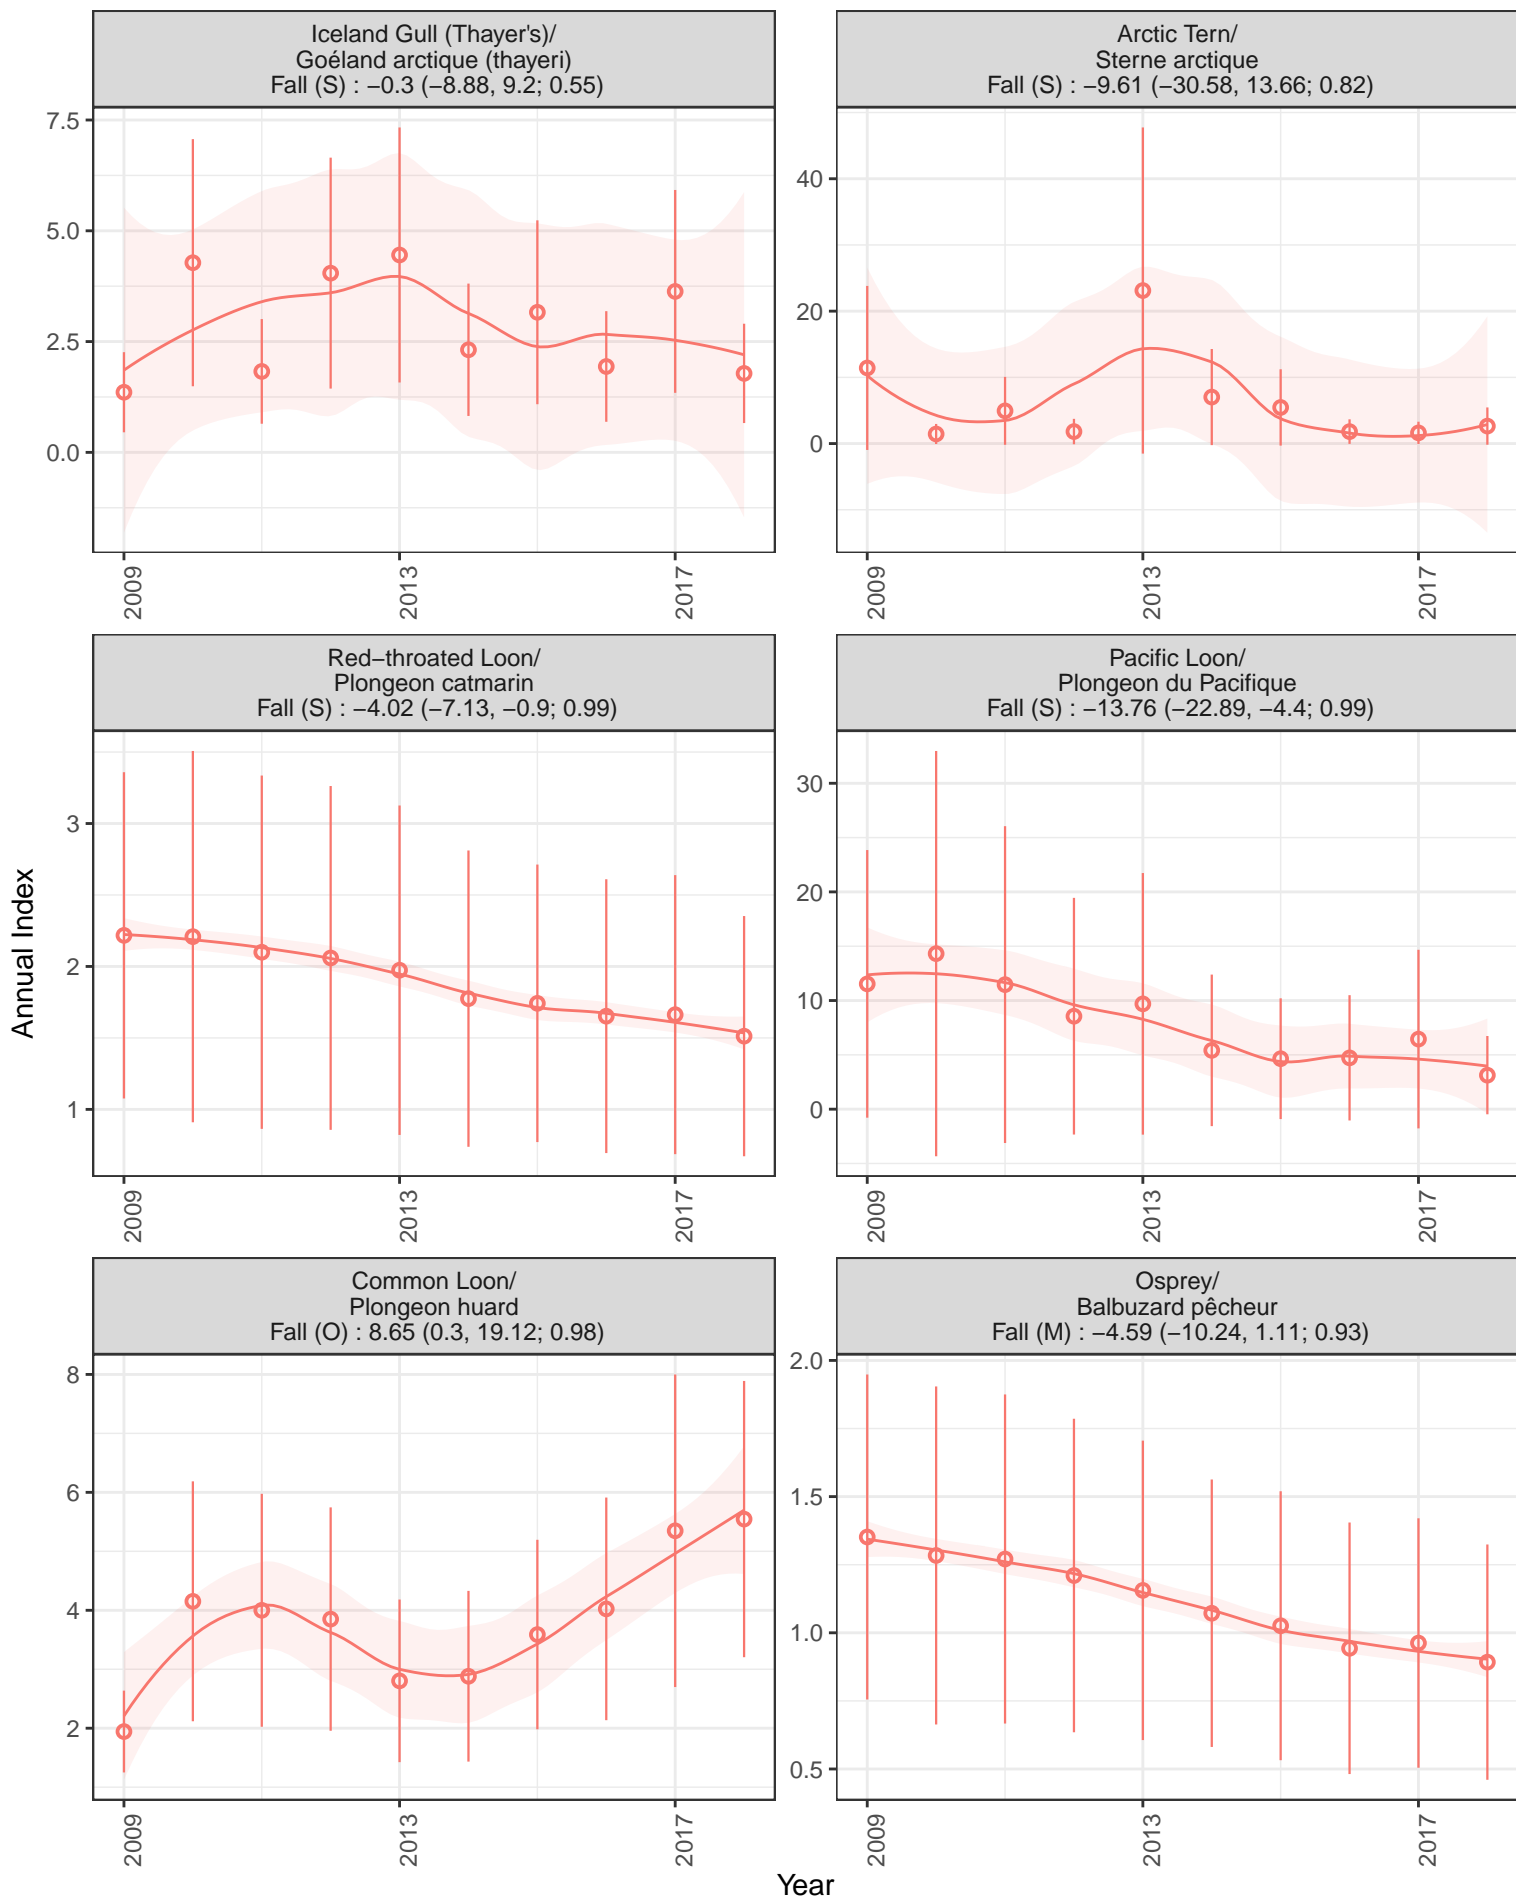 Iceland Gull (Thayer's)/
Goéland arctique (thayeri)
Fall (S) : −0.3 (−8.88, 9.2; 0.55)
7.5
5.0
2.5
0.0
2009
2013
2017
Arctic Tern/
Sterne arctique
Fall (S) : −9.61 (−30.58, 13.66; 0.82)
40
20
0
2009
2013
2017
Red−throated Loon/
Plongeon catmarin
Fall (S) : −4.02 (−7.13, −0.9; 0.99)
3
2
1
2009
2013
2017
Pacific Loon/
Plongeon du Pacifique
Fall (S) : −13.76 (−22.89, −4.4; 0.99)
30
20
10
0
2009
2013
2017
Annual Index
Common Loon/
Plongeon huard
Fall (O) : 8.65 (0.3, 19.12; 0.98)
8
6
4
2
2009
2013
2017
Osprey/
Balbuzard pêcheur
Fall (M) : −4.59 (−10.24, 1.11; 0.93)
2.0
1.5
1.0
0.5
2009
2013
2017
Year